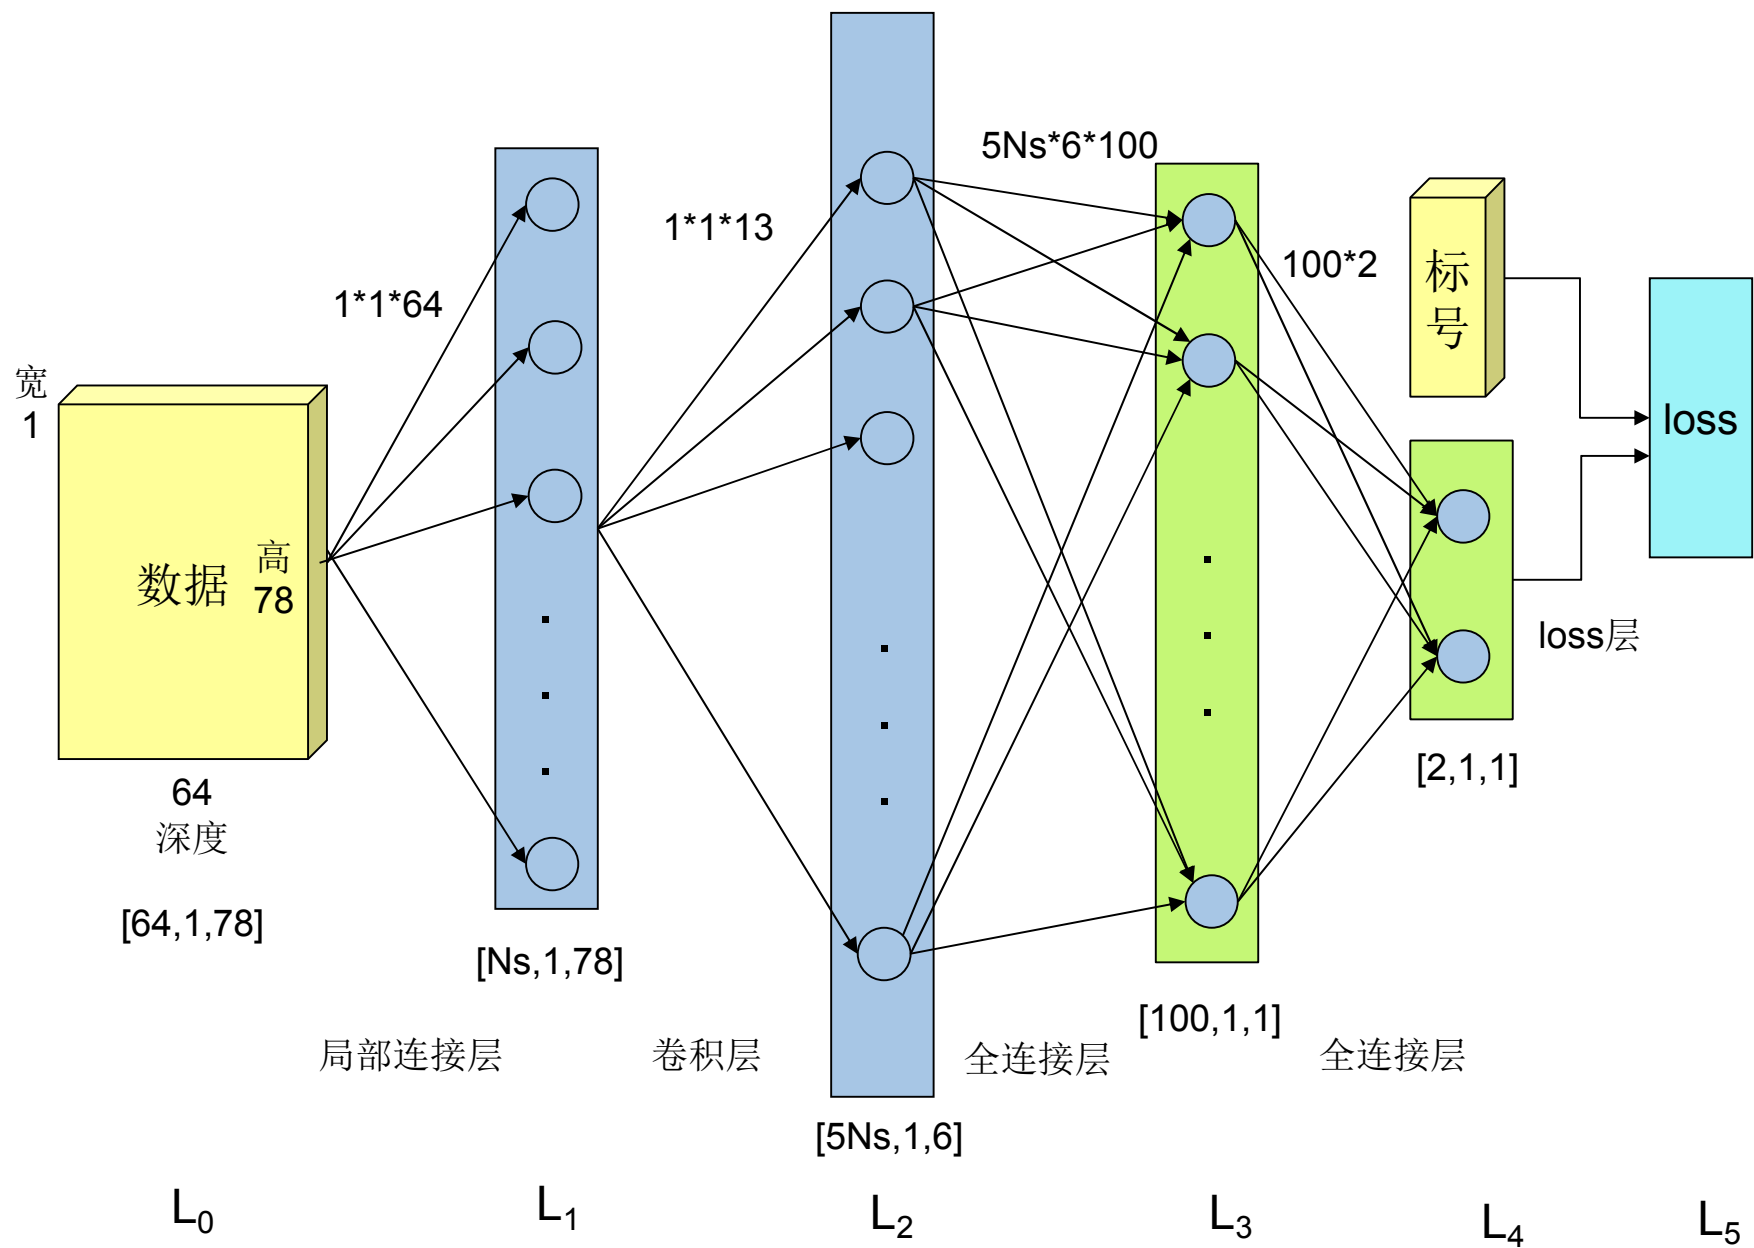 宽
1
数据
高
78
64
深度
[64,1,78]
1*1*64
[Ns,1,78]
局部连接层
1*1*13
卷积层
[5Ns,1,6]
5Ns*6*100
全连接层
[100,1,1]
100*2
全连接层
标
号
[2,1,1]
loss
loss层
L0
L1
L2
L3
L4
L5